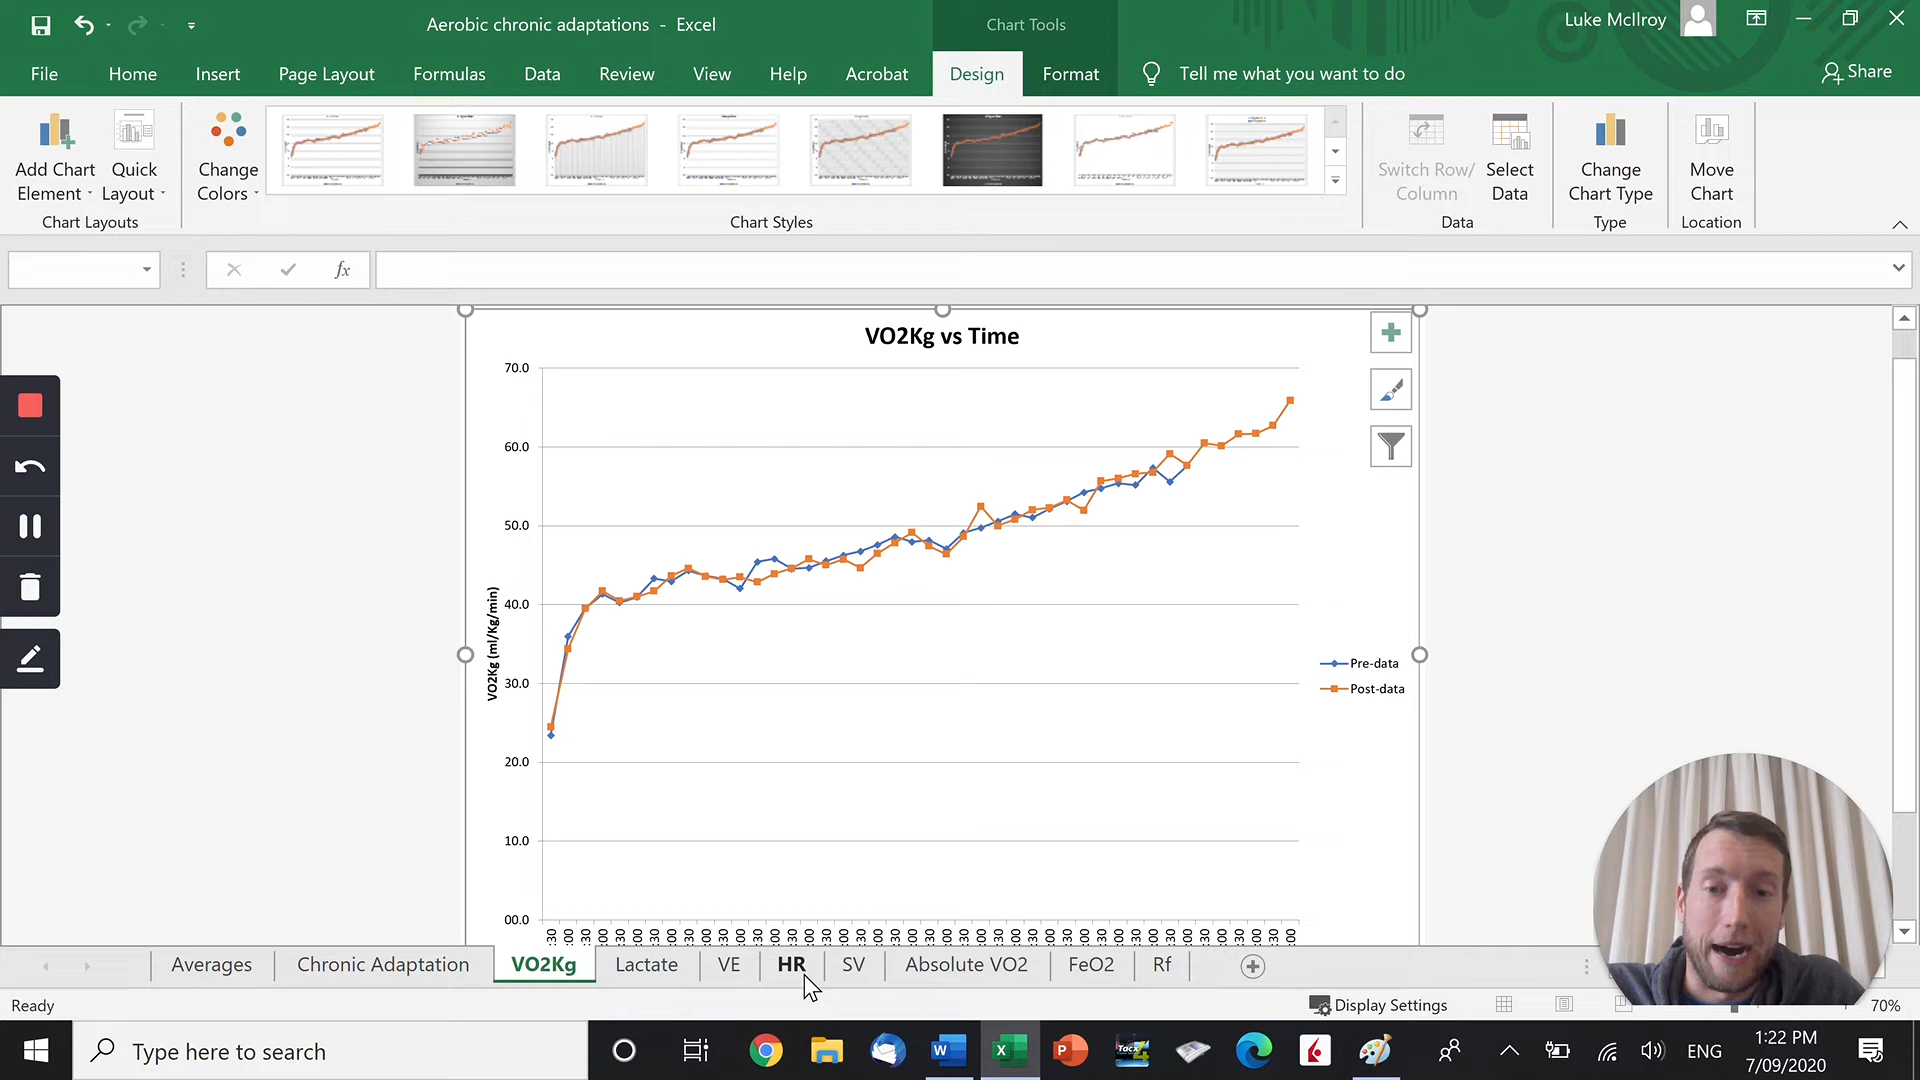 Aerobic chronic adaptations - Excel
Chart Tools
Luke McIlroy
File Home Insert Page Layout Formulas Data Review View Help Acrobat Design Format Tell me what you want to do Share
Add Chart Element
Quick Layout
Change Colors
Switch Row/ Column
Select Data
Change Chart Type
Move Chart
Chart Layouts Chart Styles Data Type Location
fx
VO2Kg vs Time
70.0
60.0
50.0
40.0
30.0
20.0
10.0
00.0
VO2Kg (ml/Kg/min)
Pre-data
Post-data
Averages Chronic Adaptation VO2Kg Lactate VE HR SV Absolute VO2 FeO2 Rf
Ready Display Settings 70%
Type here to search
ENG
1:22 PM
7/09/2020